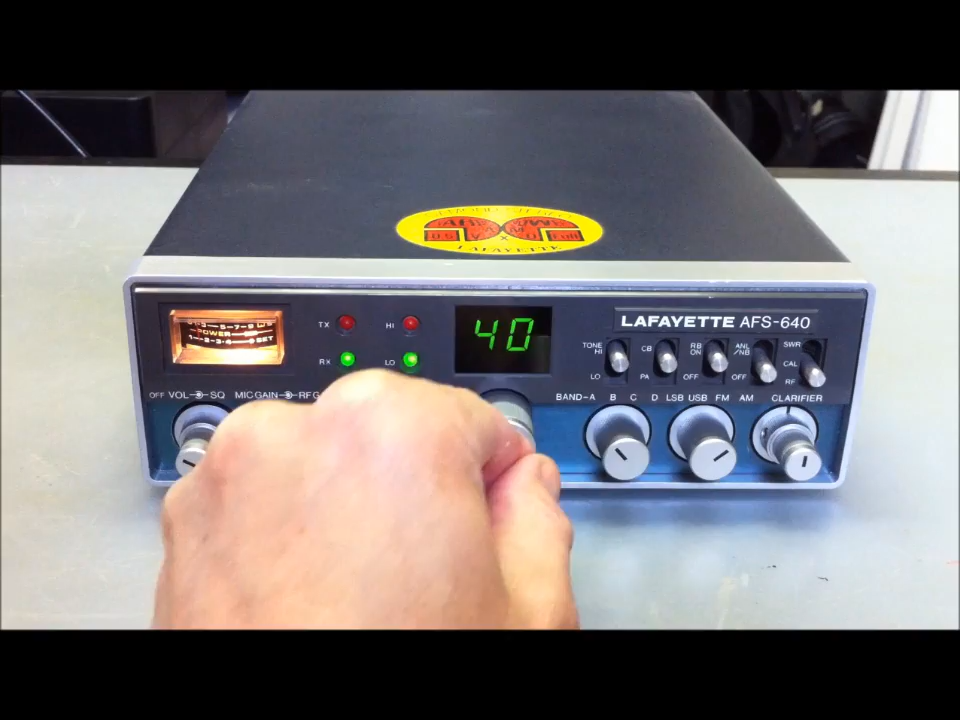 LAFAYETTE
TX
HI
40
LAFAYETTE AFS-640
POWER
SET
RX
LO
TONE HI
CB
RB ON
ANL /NB
SWR
CAL
LO
PA
OFF
OFF
RF
OFF VOL SQ MIC GAIN RF G
BAND-A B C D LSB USB FM AM CLARIFIER